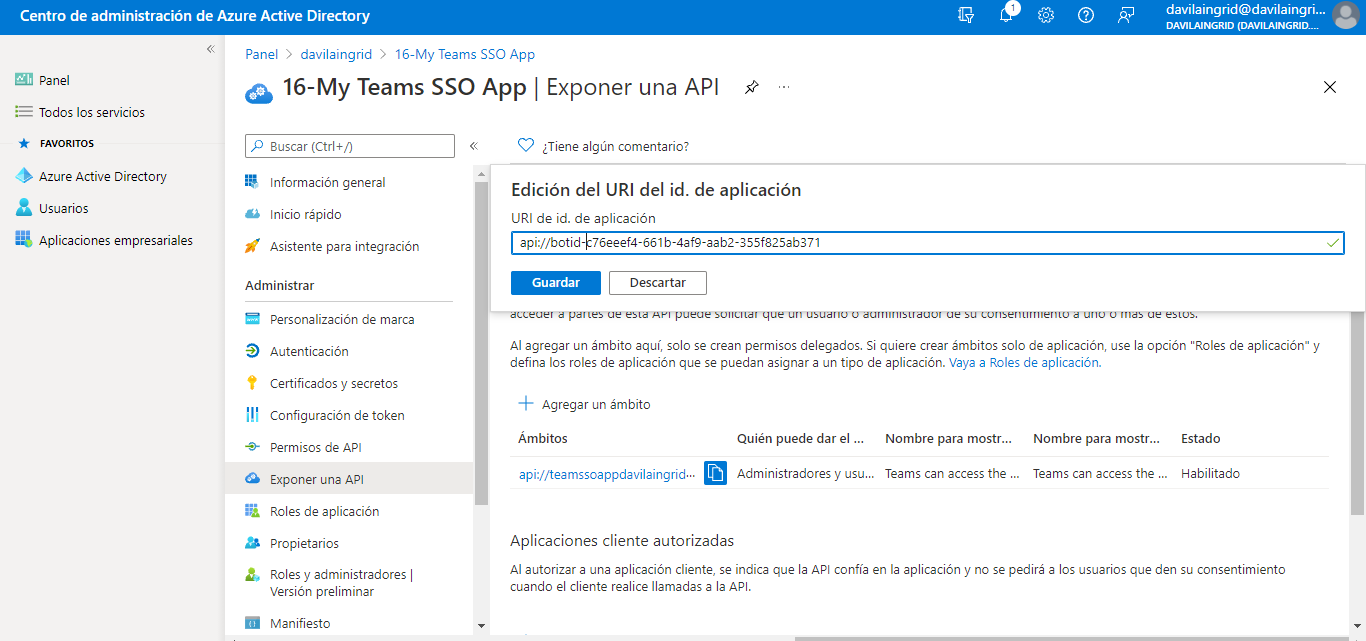 Centro de administración de Azure Active Directory
1
davilaingrid@davilaingri...
DAVILAINGRID (DAVILAINGRID....
Panel
Todos los servicios
FAVORITOS
Azure Active Directory
Usuarios
Aplicaciones empresariales
Panel > davilaingrid > 16-My Teams SSO App
16-My Teams SSO App | Exponer una API
Buscar (Ctrl+/)
Información general
Inicio rápido
Asistente para integración
Administrar
Personalización de marca
Autenticación
Certificados y secretos
Configuración de token
Permisos de API
Exponer una API
Roles de aplicación
Propietarios
Roles y administradores |
Versión preliminar
Manifiesto
¿Tiene algún comentario?
Edición del URI del id. de aplicación
URI de id. de aplicación
api://botid-c76eeef4-661b-4af9-aab2-355f825ab371
Guardar Descartar
acceder a partes de esta API puede solicitar que un usuario o administrador dé su consentimiento a uno o más de estos.
Al agregar un ámbito aquí, solo se crean permisos delegados. Si quiere crear ámbitos solo de aplicación, use la opción "Roles de aplicación" y
defina los roles de aplicación que se puedan asignar a un tipo de aplicación. Vaya a Roles de aplicación.
Agregar un ámbito
Ámbitos Quién puede dar el ... Nombre para mostr... Nombre para mostr... Estado
api://teamssoappdavilaingrid... Administradores y usu... Teams can access the ... Teams can access the ... Habilitado
Aplicaciones cliente autorizadas
Al autorizar a una aplicación cliente, se indica que la API confía en la aplicación y no se pedirá a los usuarios que den su consentimiento
cuando el cliente realice llamadas a la API.